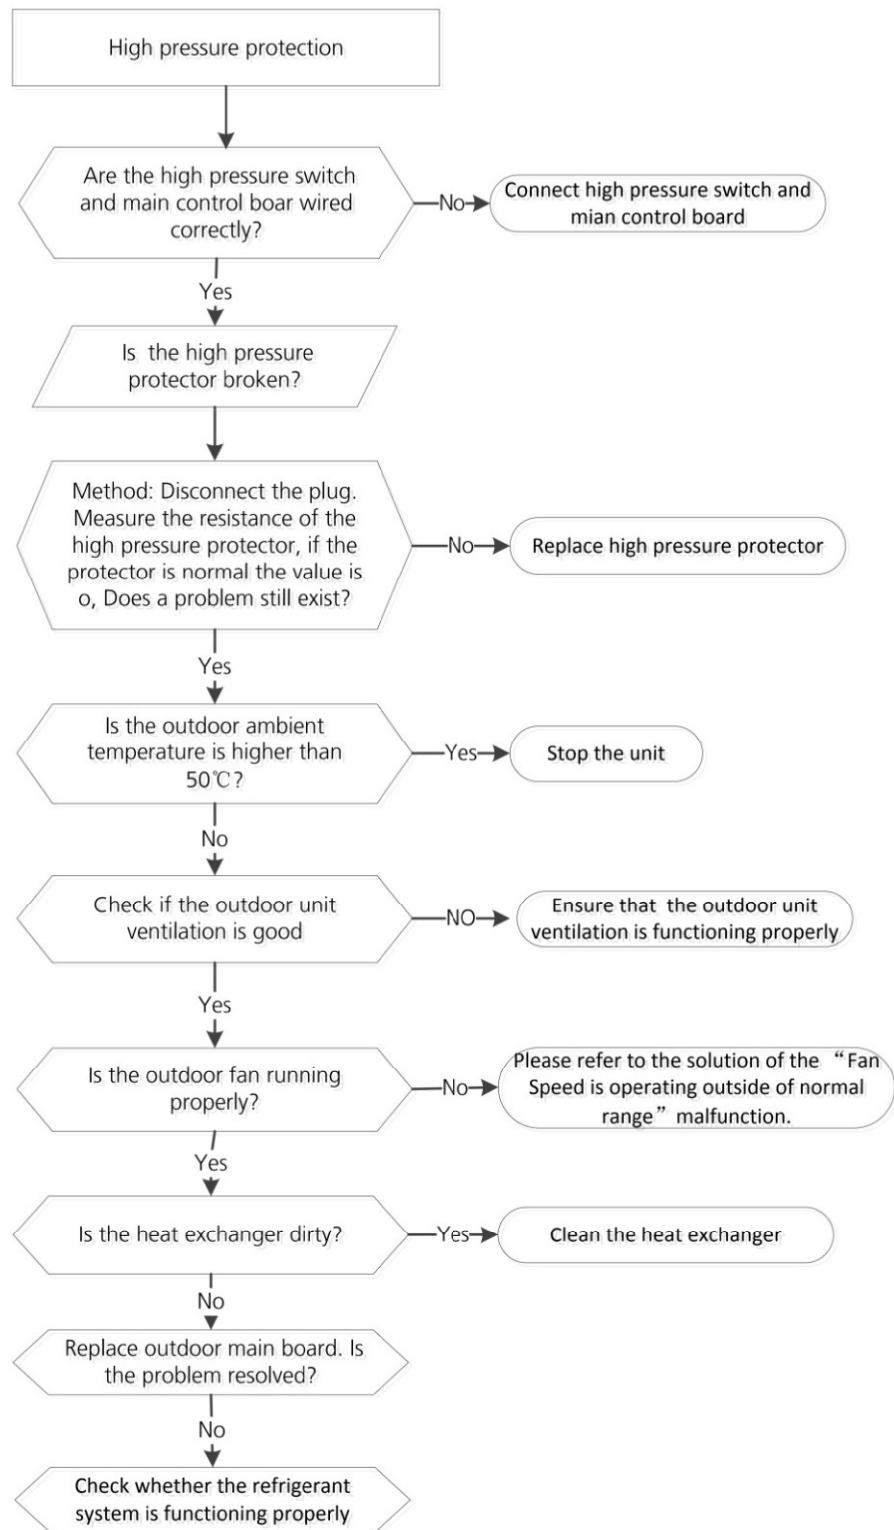 High pressure protection
Are the high pressure switch
and main control boar wired
correctly?
No
Connect high pressure switch and
mian control board
Yes
Is the high pressure
protector broken?
Method: Disconnect the plug.
Measure the resistance of the
high pressure protector, if the
protector is normal the value is
o, Does a problem still exist?
No
Replace high pressure protector
Yes
Is the outdoor ambient
temperature is higher than
50℃?
Yes
Stop the unit
No
Check if the outdoor unit
ventilation is good
NO
Ensure that the outdoor unit
ventilation is functioning properly
Yes
Is the outdoor fan running
properly?
No
Please refer to the solution of the “Fan
Speed is operating outside of normal
range” malfunction.
Yes
Is the heat exchanger dirty?
Yes
Clean the heat exchanger
No
Replace outdoor main board. Is
the problem resolved?
No
Check whether the refrigerant
system is functioning properly